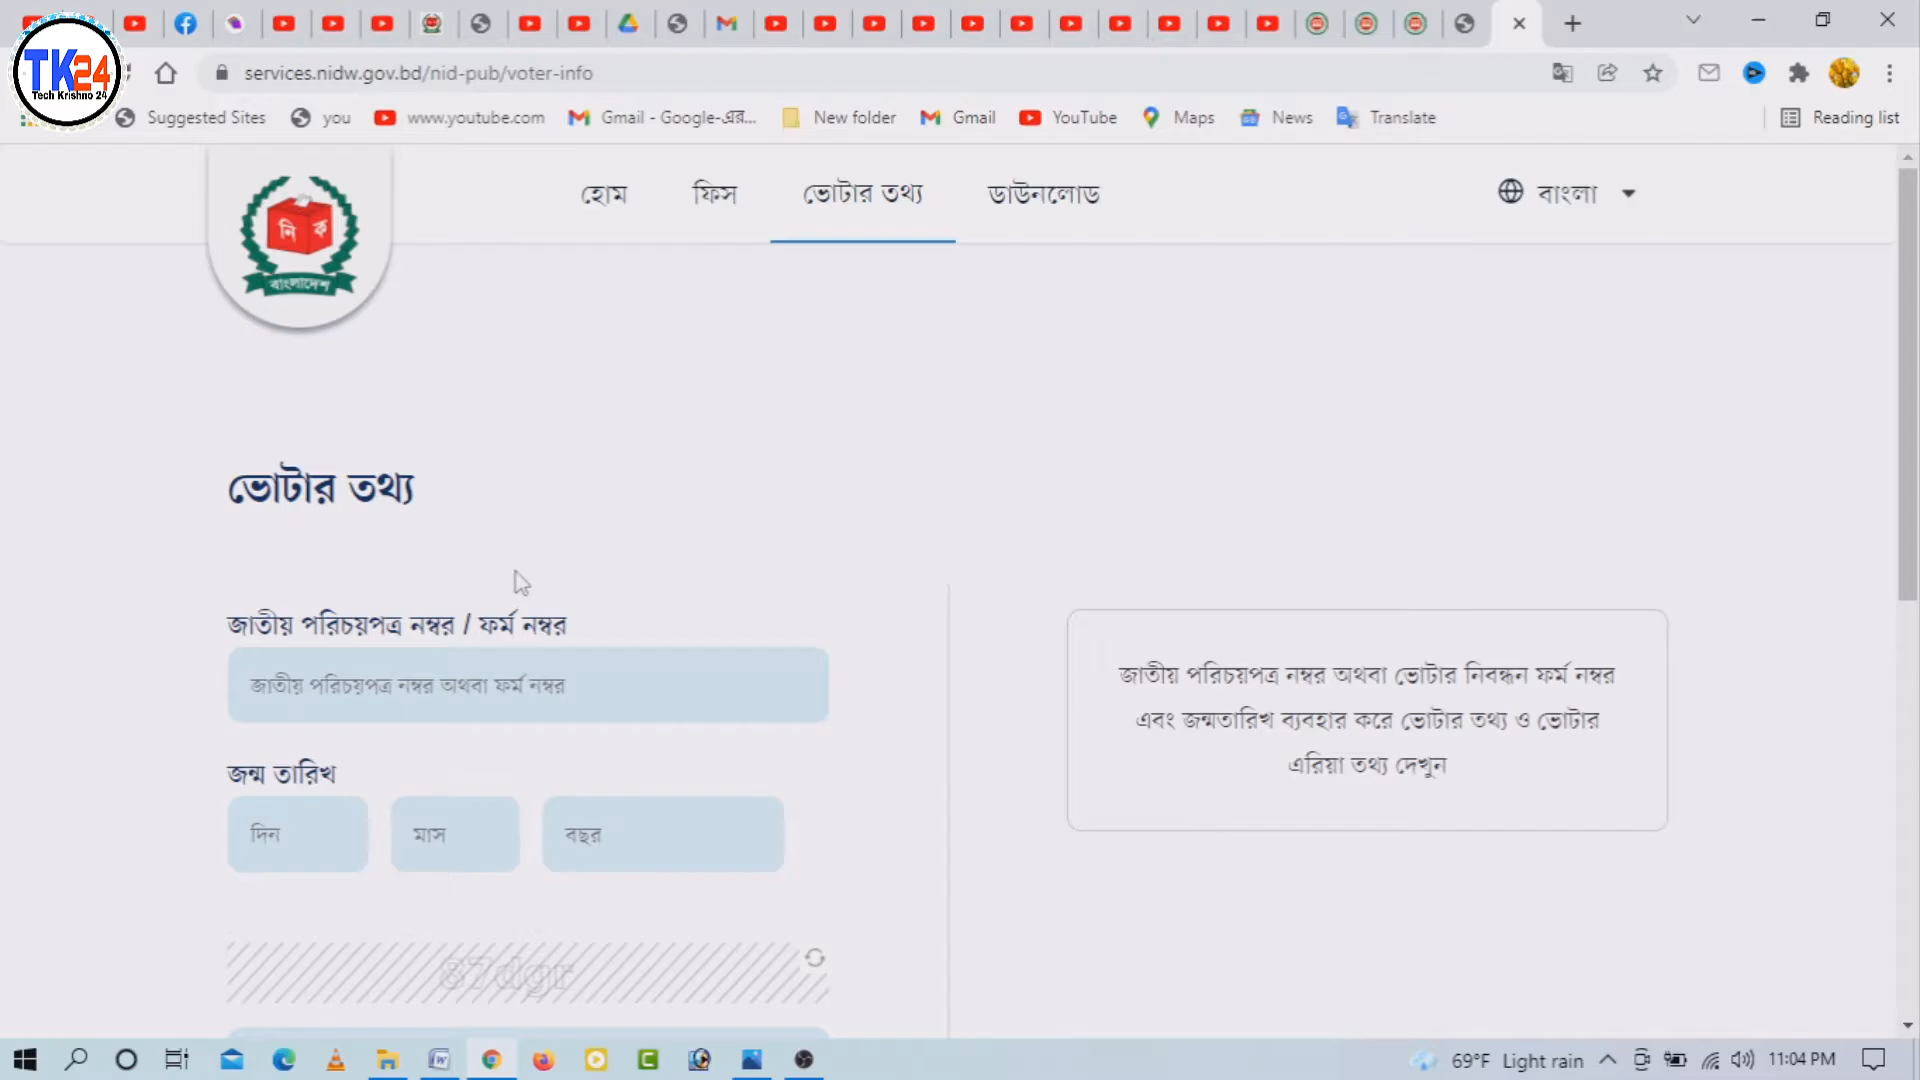 TK24
Tech Krishno 24
services.nidw.gov.bd/nid-pub/voter-info
Suggested Sites
you
www.youtube.com
Gmail - Google-এর...
New folder
Gmail
YouTube
Maps
News
Translate
Reading list
হোম
ফিস
ভোটার তথ্য
ডাউনলোড
বাংলা
নি ক
বাংলাদেশ
ভোটার তথ্য
জাতীয় পরিচয়পত্র নম্বর / ফর্ম নম্বর
জাতীয় পরিচয়পত্র নম্বর অথবা ফর্ম নম্বর
জন্ম তারিখ
দিন
মাস
বছর
87dgr
জাতীয় পরিচয়পত্র নম্বর অথবা ভোটার নিবন্ধন ফর্ম নম্বর
এবং জন্মতারিখ ব্যবহার করে ভোটার তথ্য ও ভোটার
এরিয়া তথ্য দেখুন
69°F Light rain
11:04 PM